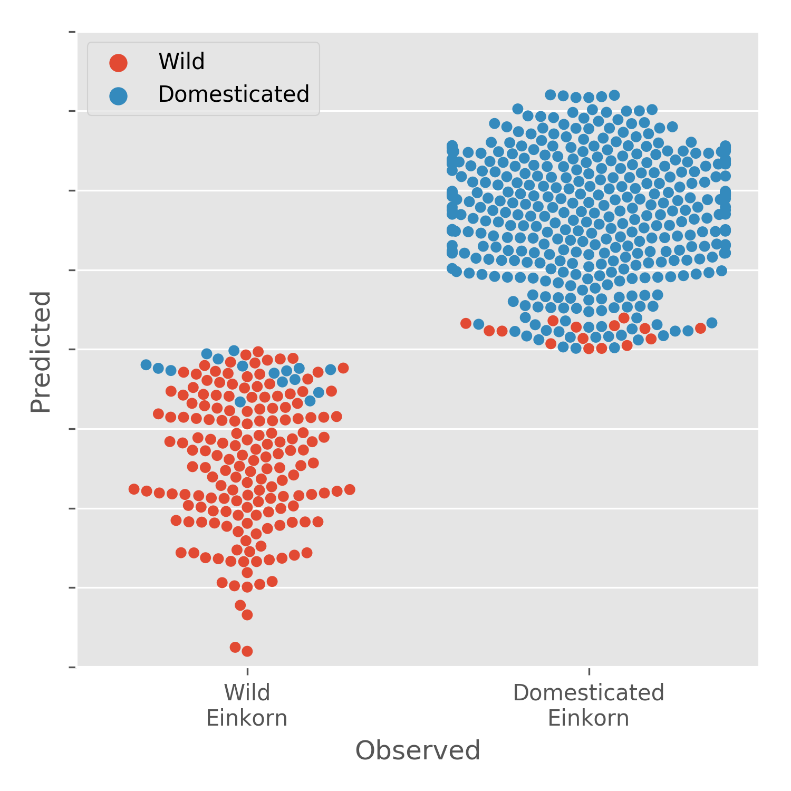 Wild
Domesticated
Predicted
Wild
Einkorn
Domesticated
Einkorn
Observed